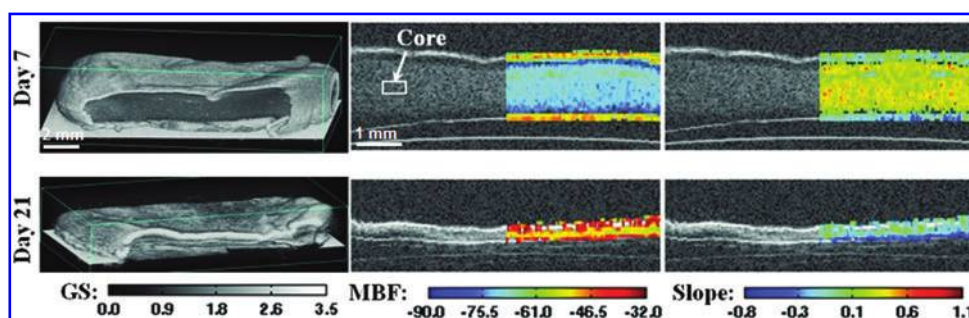 Day 7
Core
2 mm
1 mm
Day 21
GS:
0.0 0.9 1.8 2.6 3.5
MBF:
-90.0 -75.5 -61.0 -46.5 -32.0
Slope:
-0.8 -0.3 0.1 0.6 1.1